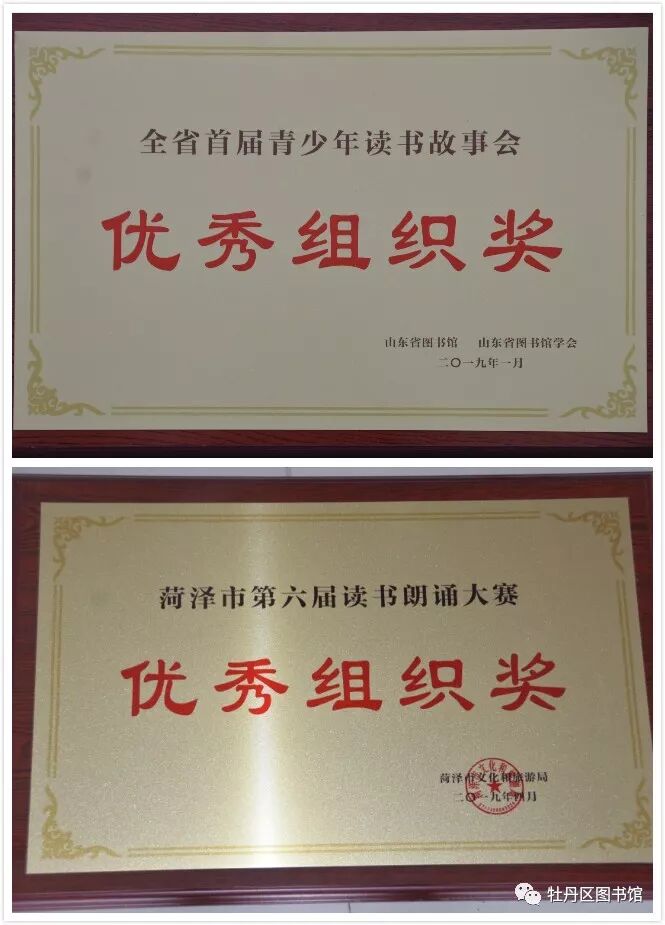 全省首届青少年读书故事会
优秀组织奖
山东省图书馆 山东省图书馆学会
二〇一九年一月
菏泽市第六届读书朗诵大赛
优秀组织奖
菏泽市文化和旅游局
二〇一九年四月
牡丹区图书馆